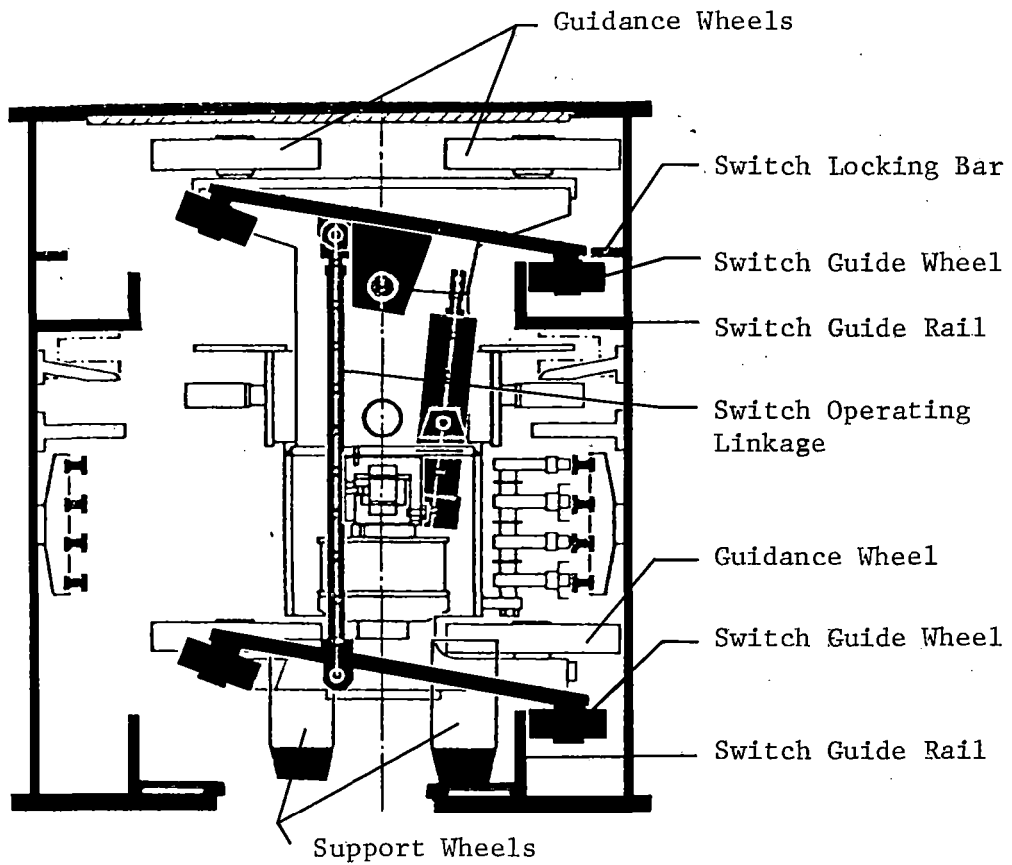 Guidance Wheels
Switch Locking Bar
Switch Guide Wheel
Switch Guide Rail
Switch Operating
Linkage
Guidance Wheel
Switch Guide Wheel
Switch Guide Rail
Support Wheels